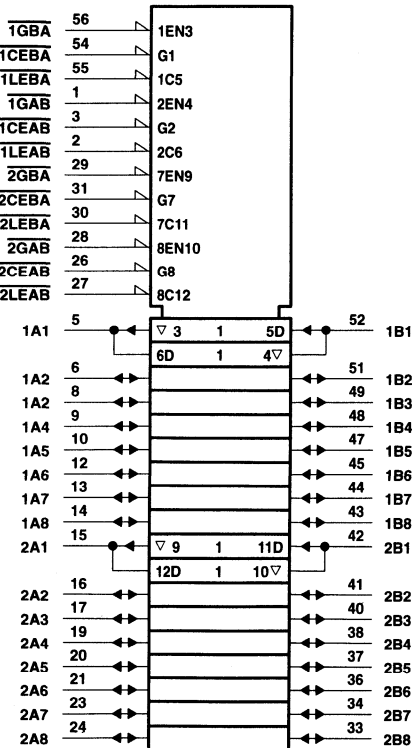 1GBA 56 1EN3
1CEBA 54 G1
1LEBA 55 1C5
1GAB 1 2EN4
1CEAB 3 G2
1LEAB 2 2C6
2GBA 29 7EN9
2CEBA 31 G7
2LEBA 30 7C11
2GAB 28 8EN10
2CEAB 26 G8
2LEAB 27 8C12
1A1 5 ▽ 3 1 5D 52 1B1
6D 1 4▽
1A2 6 51 1B2
1A2 8 49 1B3
1A4 9 48 1B4
1A5 10 47 1B5
1A6 12 45 1B6
1A7 13 44 1B7
1A8 14 43 1B8
2A1 15 ▽ 9 1 11D 42 2B1
12D 1 10▽
2A2 16 41 2B2
2A3 17 40 2B3
2A4 19 38 2B4
2A5 20 37 2B5
2A6 21 36 2B6
2A7 23 34 2B7
2A8 24 33 2B8